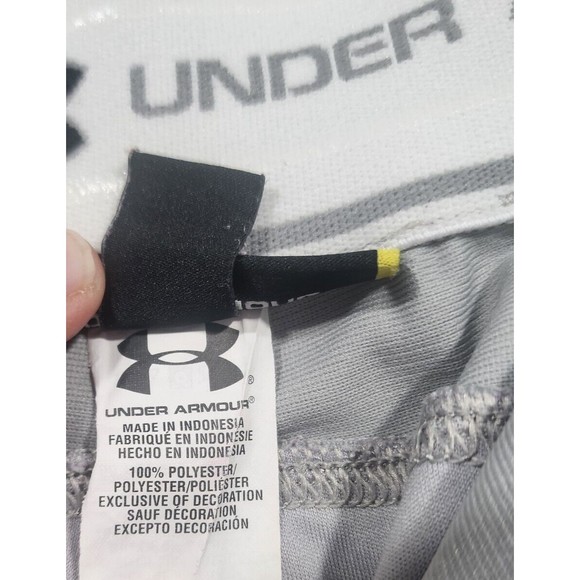 UNDER
®
UNDER ARMOUR®
MADE IN INDONESIA
FABRIQUÉ EN INDONÉSIE
HECHO EN INDONESIA
100% POLYESTER/
POLYESTER/POLIÉSTER
EXCLUSIVE OF DECORATION
SAUF DÉCORATION
EXCEPTO DECORACIÓN